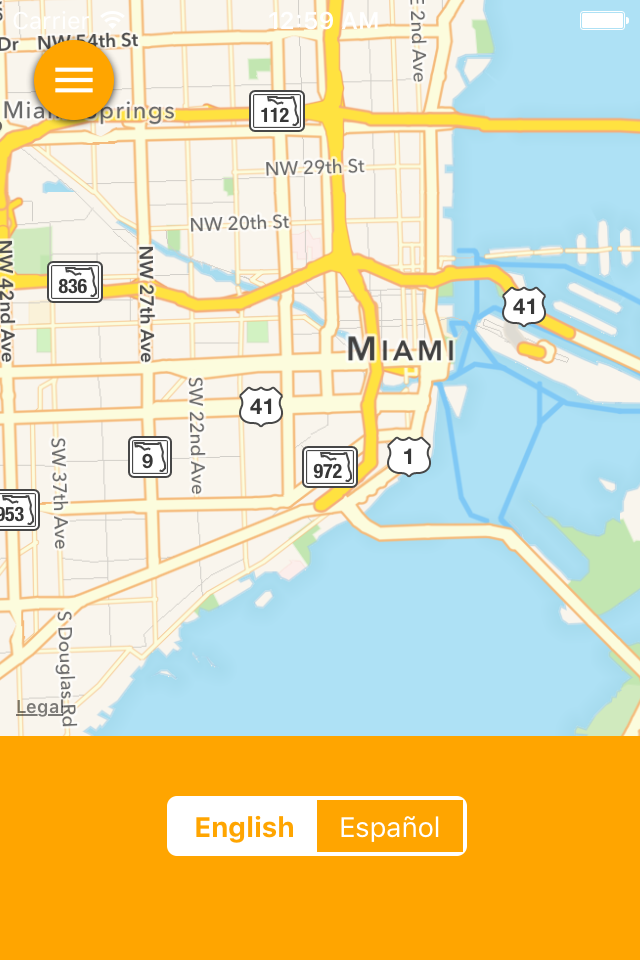 Carrier 12:59 AM
Dr NW 54th St
E 2nd Ave
Miami Springs
112
NW 29th St
NW 20th St
836
NW 42nd Ave
NW 27th Ave
41
MIAMI
SW 22nd Ave
41
SW 37th Ave
9
972
1
953
S Douglas Rd
Legal
English Español